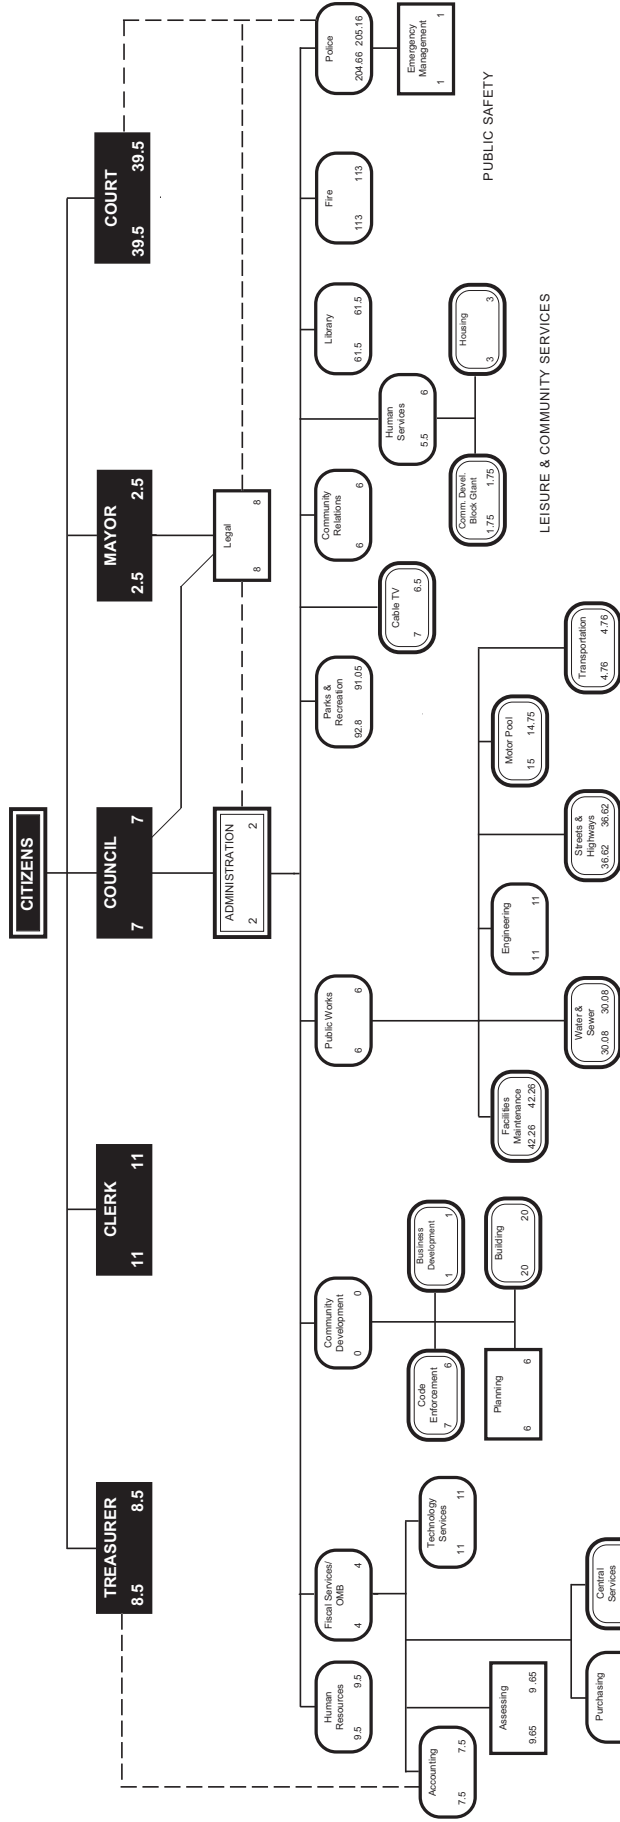 CITIZENS
TREASURER
8.5 8.5
CLERK
11 11
COUNCIL
7 7
MAYOR
2.5 2.5
COURT
39.5 39.5
ADMINISTRATION
2 2
Legal
8 8
Human
Resources
9.5 9.5
Fiscal Services/
OMB
4 4
Community
Development
0 0
Public Works
6 6
Parks &
Recreation
92.8 91.05
Community
Relations
6 6
Library
61.5 61.5
Fire
113 113
Police
204.66 205.16
Cable TV
7 6.5
Human
Services
5.5 6
Emergency
Management
1 1
Accounting
7.5 7.5
Technology
Services
11 11
Code
Enforcement
7 6
Business
Development
1 1
Comm. Devel.
Block Gtant
1.75 1.75
Housing
3 3
PUBLIC SAFETY
Assessing
9.65 9.65
Planning
6 6
Building
20 20
Facilities
Maintenance
42.26 42.26
Engineering
11 11
Motor Pool
15 14.75
LEISURE & COMMUNITY SERVICES
Water &
Sewer
30.08 30.08
Streets &
Highways
36.62 36.62
Transportation
4.76 4.76
Purchasing
Central
Services